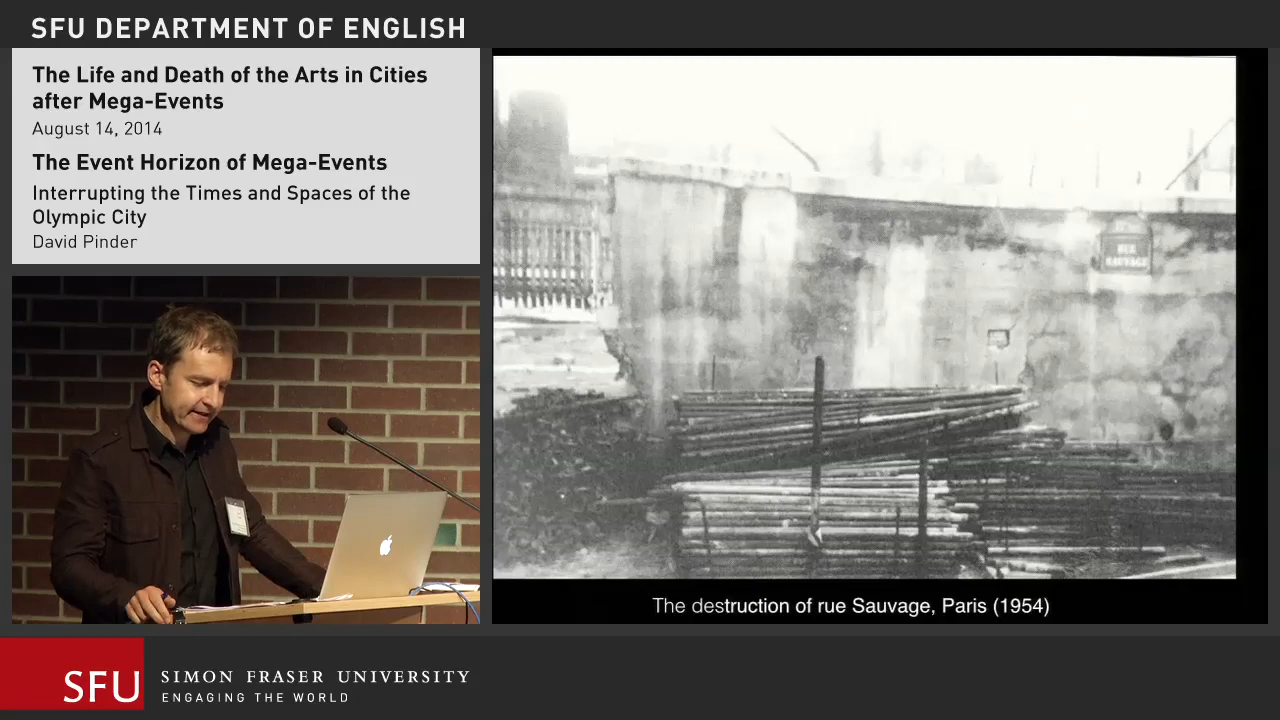 SFU DEPARTMENT OF ENGLISH
The Life and Death of the Arts in Cities
after Mega-Events
August 14, 2014
The Event Horizon of Mega-Events
Interrupting the Times and Spaces of the
Olympic City
David Pinder
RUE
SAUVAGE
The destruction of rue Sauvage, Paris (1954)
SFU
SIMON FRASER UNIVERSITY
ENGAGING THE WORLD